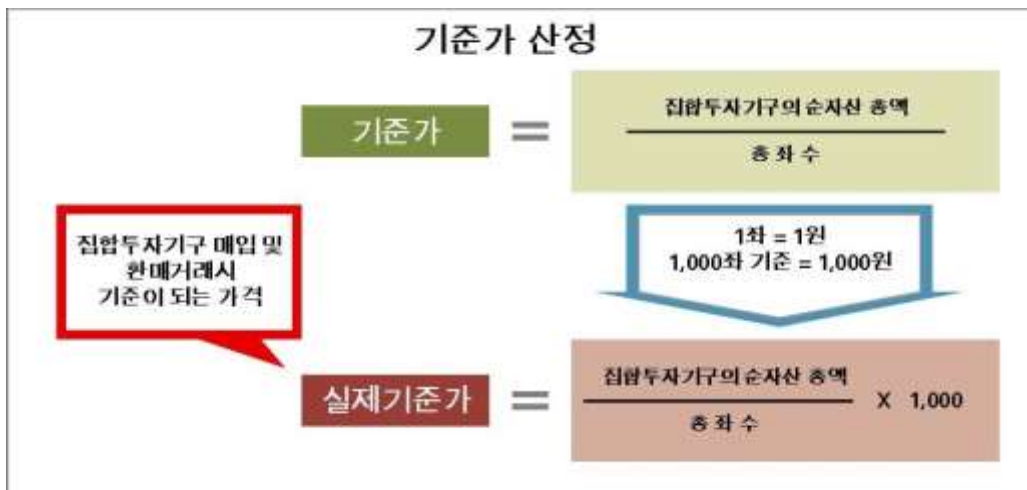 기준가 산정
기준가 =
집합투자기구의 순자산 총액
총 좌 수
집합투자기구 매입 및
환매거래시
기준이 되는 가격
1좌 = 1원
1,000좌 기준 = 1,000원
실제기준가 =
집합투자기구의 순자산 총액
총 좌 수
X 1,000